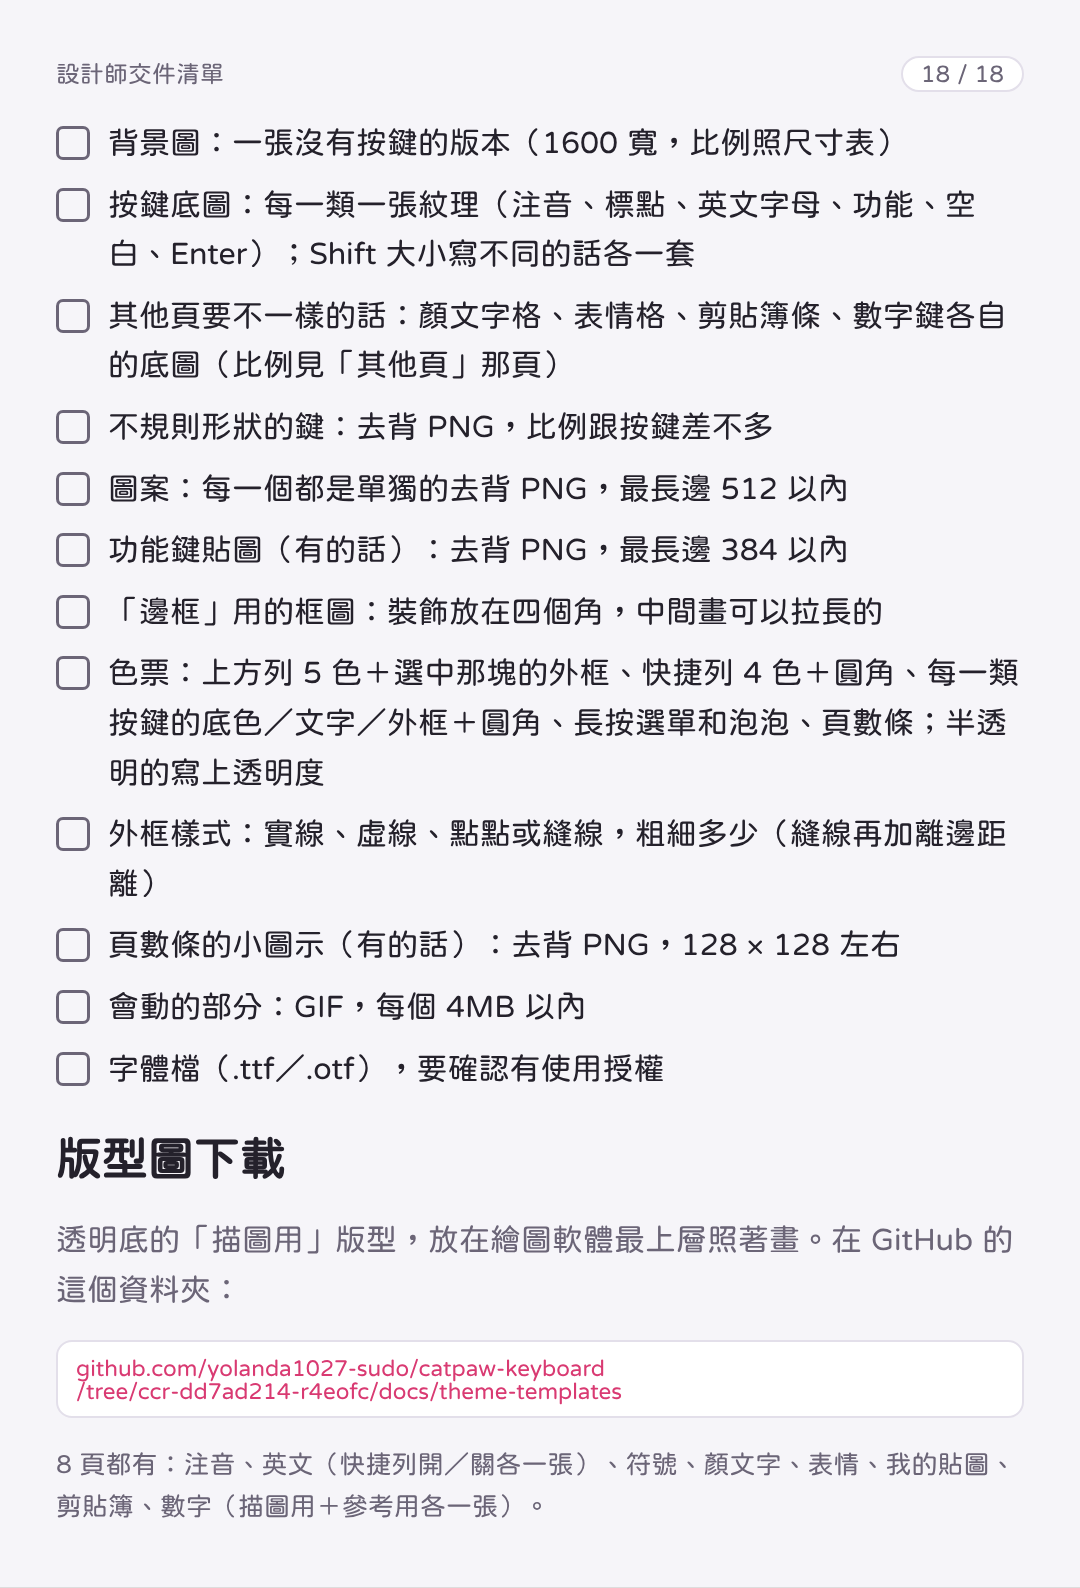 設計師交件清單
18 / 18
背景圖：一張沒有按鍵的版本（1600 寬，比例照尺寸表）
按鍵底圖：每一類一張紋理（注音、標點、英文字母、功能、空
白、Enter）；Shift 大小寫不同的話各一套
其他頁要不一樣的話：顏文字格、表情格、剪貼簿條、數字鍵各自
的底圖（比例見「其他頁」那頁）
不規則形狀的鍵：去背 PNG，比例跟按鍵差不多
圖案：每一個都是單獨的去背 PNG，最長邊 512 以內
功能鍵貼圖（有的話）：去背 PNG，最長邊 384 以內
「邊框」用的框圖：裝飾放在四個角，中間畫可以拉長的
色票：上方列 5 色＋選中那塊的外框、快捷列 4 色＋圓角、每一類
按鍵的底色／文字／外框＋圓角、長按選單和泡泡、頁數條；半透
明的寫上透明度
外框樣式：實線、虛線、點點或縫線，粗細多少（縫線再加離邊距
離）
頁數條的小圖示（有的話）：去背 PNG，128 × 128 左右
會動的部分：GIF，每個 4MB 以內
字體檔（.ttf／.otf），要確認有使用授權
版型圖下載
透明底的「描圖用」版型，放在繪圖軟體最上層照著畫。在 GitHub 的
這個資料夾：
github.com/yolanda1027-sudo/catpaw-keyboard
/tree/ccr-dd7ad214-r4eofc/docs/theme-templates
8 頁都有：注音、英文（快捷列開／關各一張）、符號、顏文字、表情、我的貼圖、
剪貼簿、數字（描圖用＋參考用各一張）。